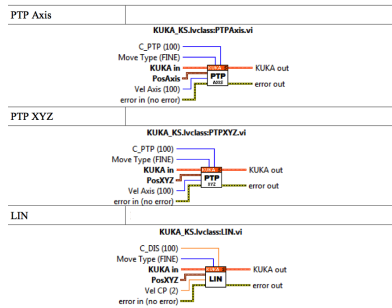 PTP Axis
KUKA_KS.lvclass:PTPAxis.vi
C_PTP (100)
Move Type (FINE)
KUKA in
KUKA out
PosAxis
PTP
AXIS
Vel Axis (100)
error out
error in (no error)
PTP XYZ
KUKA_KS.lvclass:PTPXYZ.vi
C_PTP (100)
Move Type (FINE)
KUKA in
KUKA out
PosXYZ
PTP
XYZ
Vel Axis (100)
error out
error in (no error)
LIN
KUKA_KS.lvclass:LIN.vi
C_DIS (100)
Move Type (FINE)
KUKA in
KUKA out
PosXYZ
LIN
Vel CP (2)
error out
error in (no error)